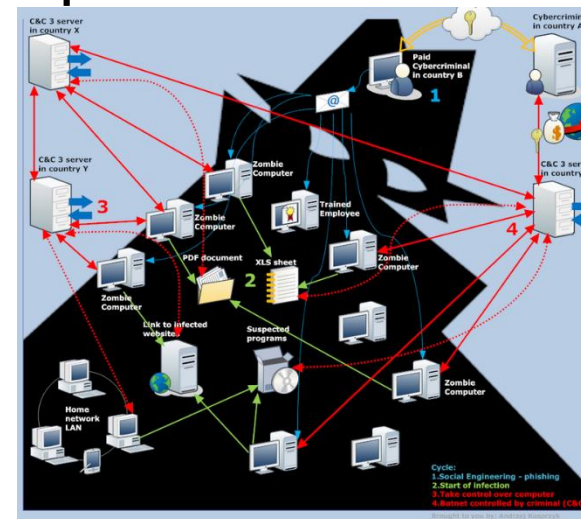 C&C 3 server
in country X
Cybercrimin
in country A
Paid
Cybercriminal
in country B
@
1
Zombie
Computer
C&C 3 server
in country Y
C&C 3 ser
in country
3
Zombie
Computer
Trained
Employee
4
PDF document
XLS sheet
Zombie
Computer
2
Zombie
Computer
Link to infected
website
Suspected
programs
Zombie
Computer
Home
network
LAN
Cycle:
1.Social Engineering - phishing
2.Start of infection
3.Take control over computer
4.Botnet controlled by criminal (C&C